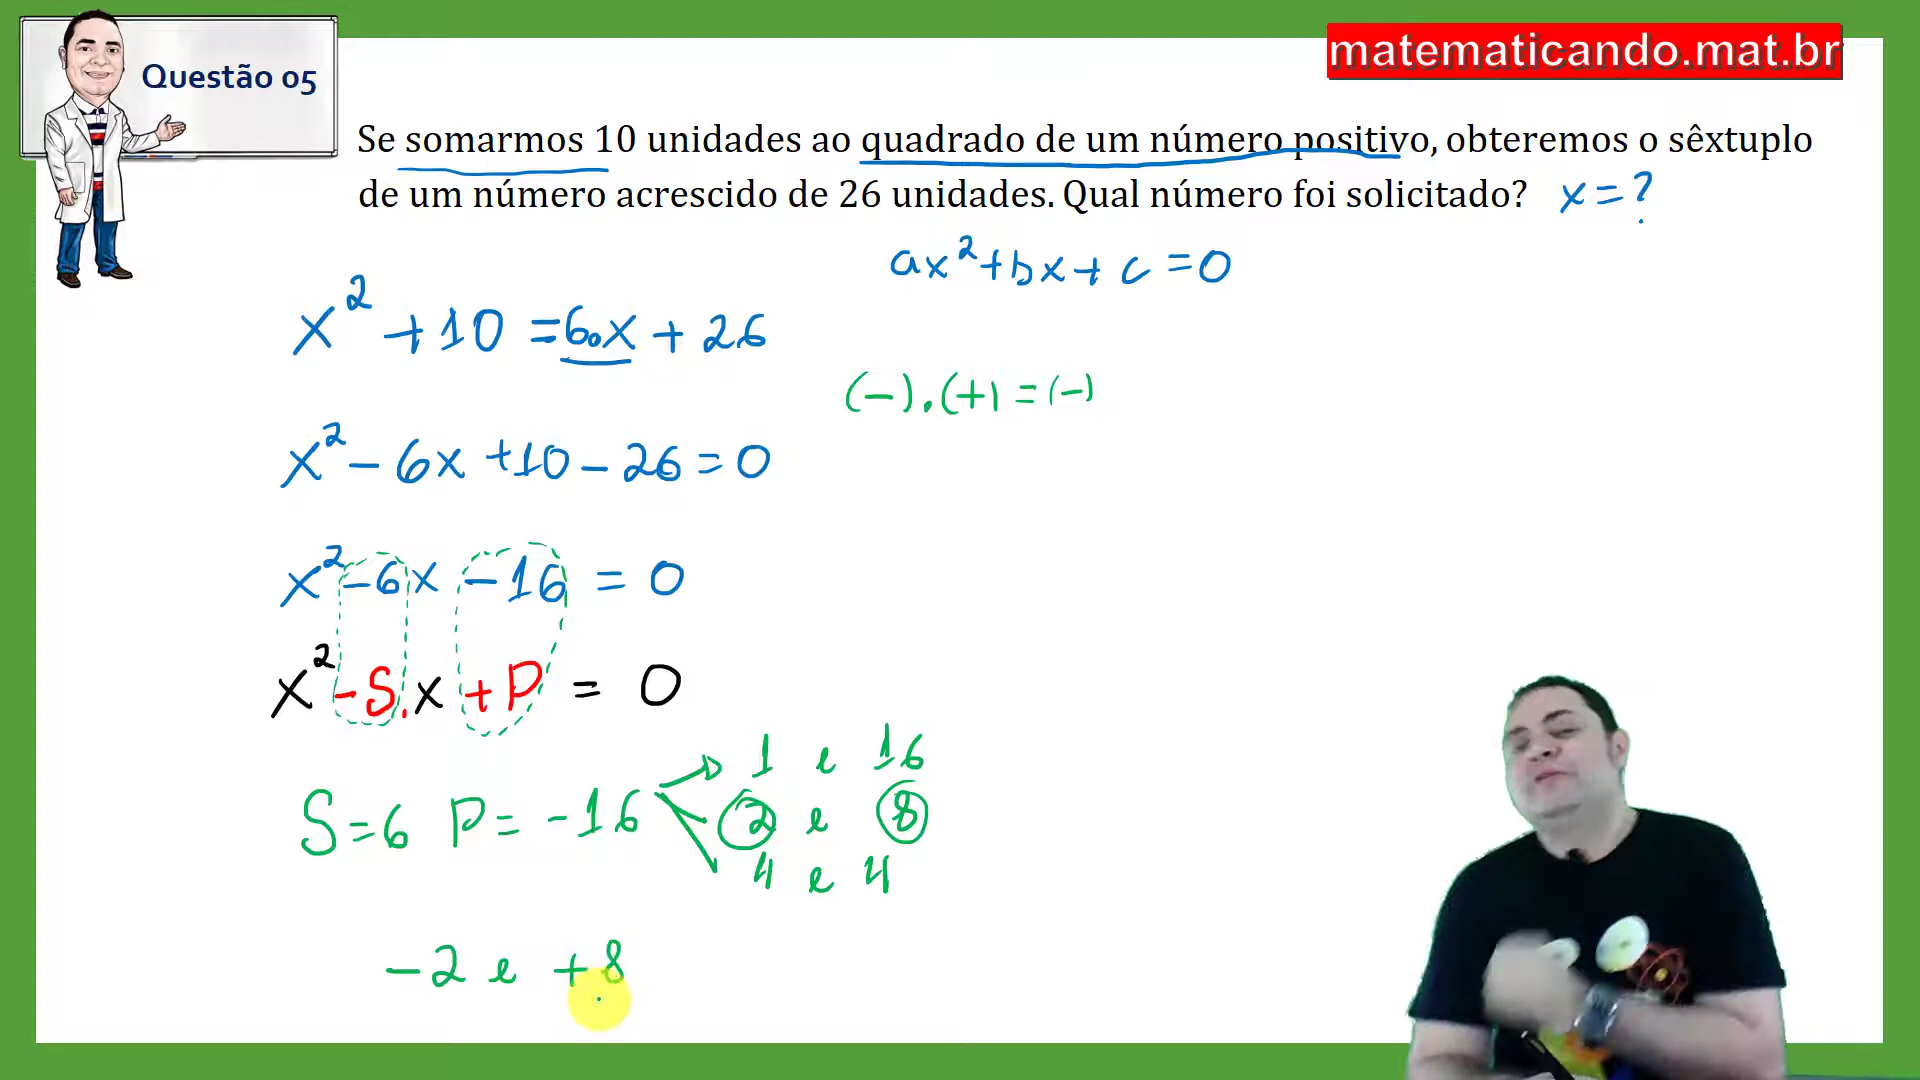 Questão 05
matematicando.mat.br
Se somarmos 10 unidades ao quadrado de um número positivo, obteremos o sêxtuplo
de um número acrescido de 26 unidades. Qual número foi solicitado? x = ?
ax² + bx + c = 0
x² + 10 = 6.x + 26
(-).(+) = (-)
x² - 6x + 10 - 26 = 0
x² - 6x - 16 = 0
x² - S.x + P = 0
1 e 16
S = 6 P = -16 2 e 8
4 e 4
-2 e +8